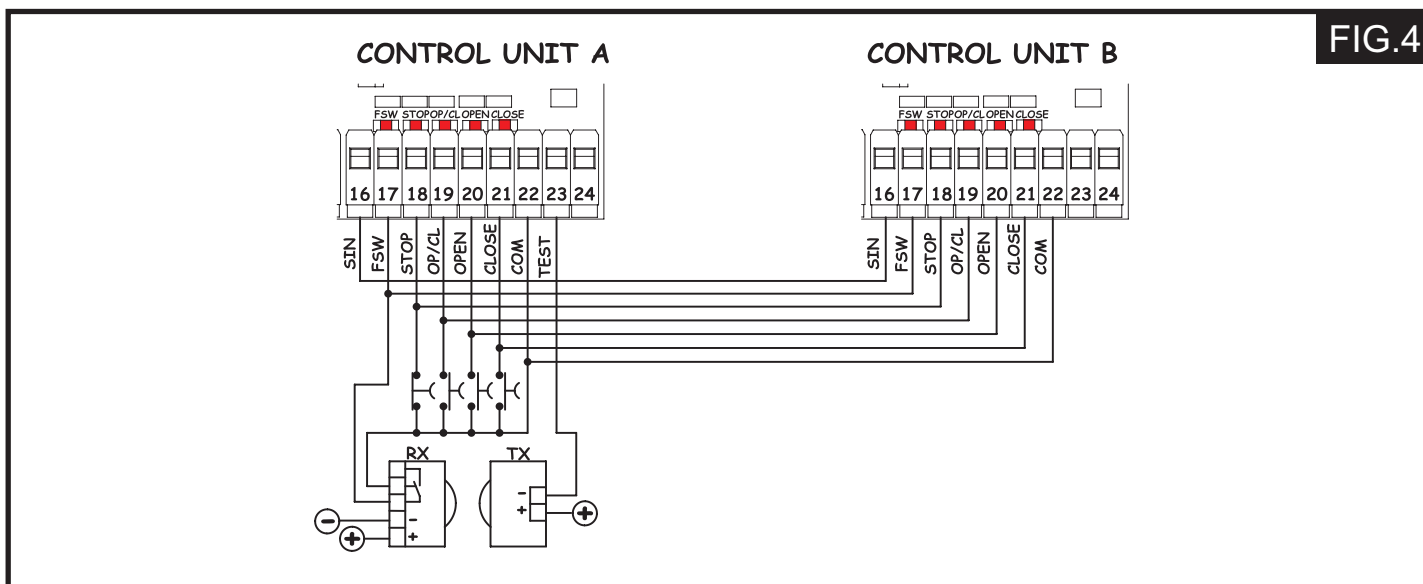 FIG.4
CONTROL UNIT A
CONTROL UNIT B
FSW STOP OP/CL OPEN CLOSE
FSW STOP OP/CL OPEN CLOSE
16 17 18 19 20 21 22 23 24
16 17 18 19 20 21 22 23 24
SIN FSW STOP OP/CL OPEN CLOSE COM TEST
SIN FSW STOP OP/CL OPEN CLOSE COM
RX
TX
-
+
-
+
+
-
+